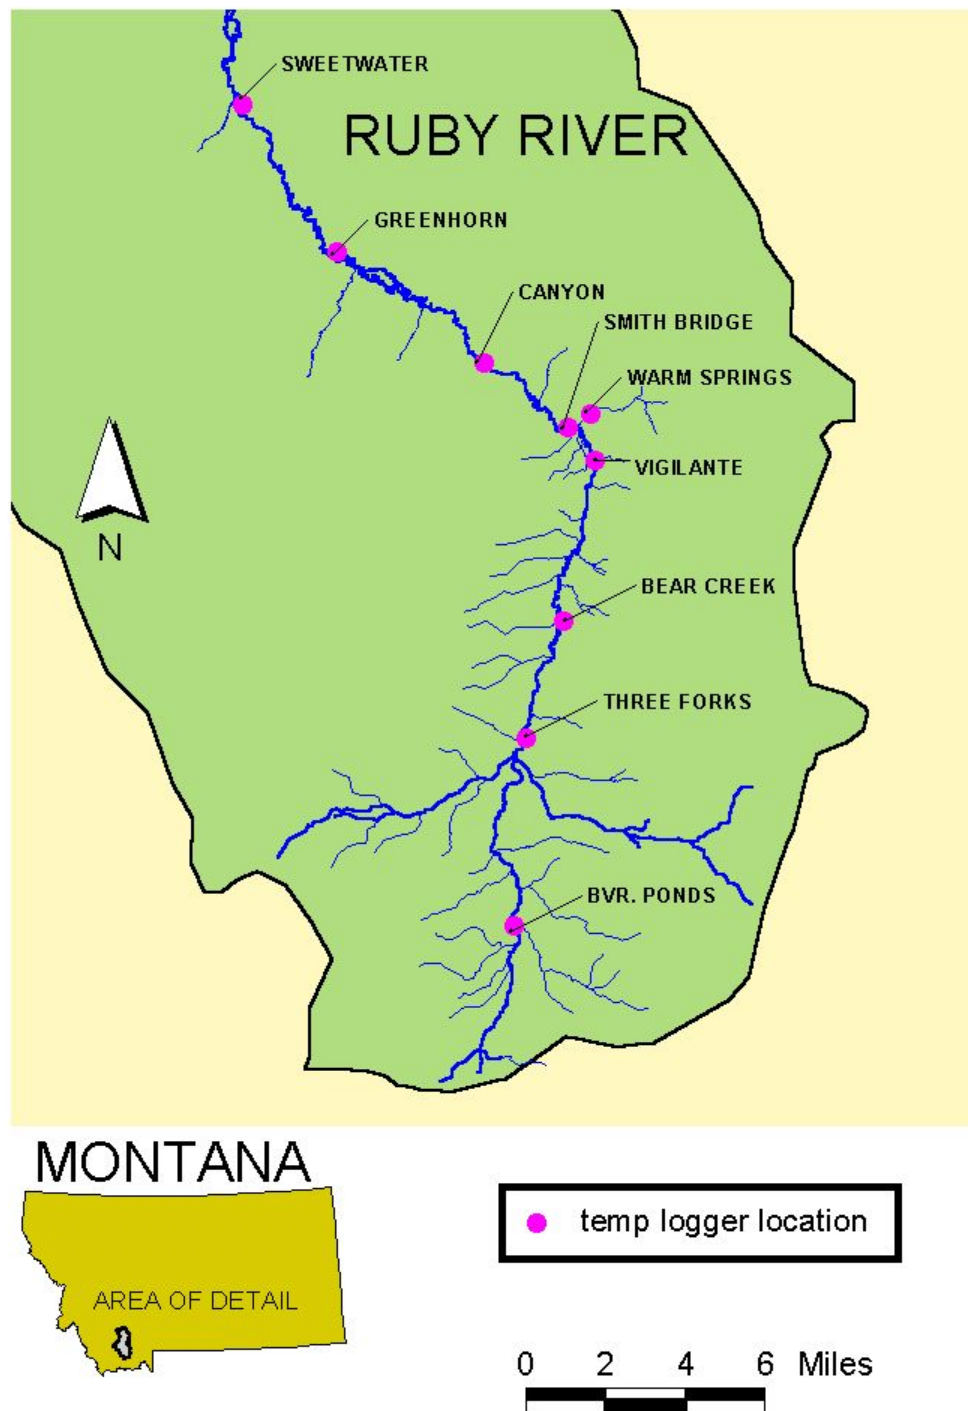 SWEETWATER
RUBY RIVER
GREENHORN
CANYON
SMITH BRIDGE
WARM SPRINGS
VIGILANTE
N
BEAR CREEK
THREE FORKS
BVR. PONDS
MONTANA
temp logger location
AREA OF DETAIL
0 2 4 6 Miles